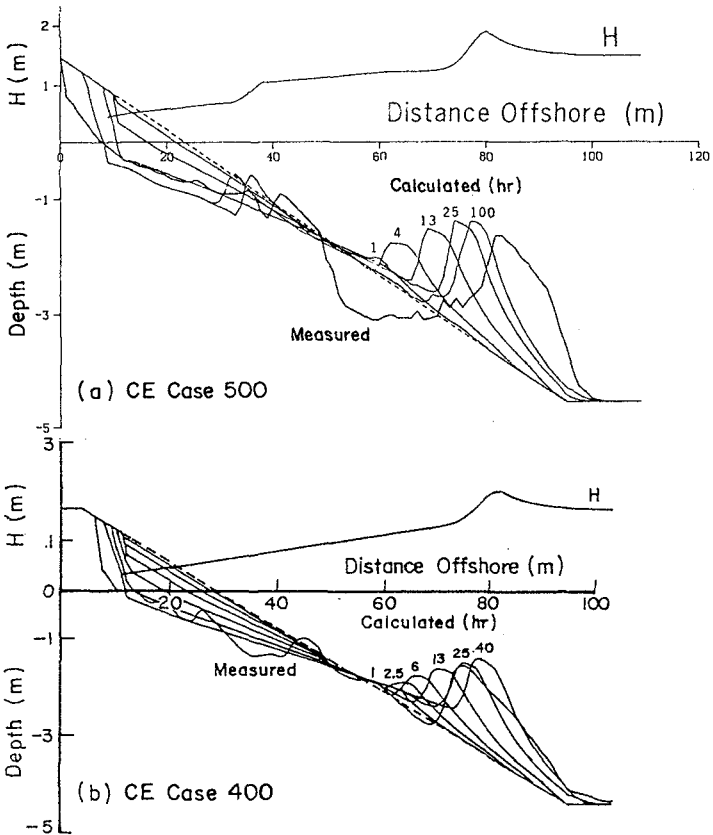 H (m)
2
1
H
Distance Offshore (m)
0 20 40 60 80 100 120
Calculated (hr)
-1
1 4 13 25 100
Depth (m)
-3
Measured
(a) CE Case 500
-5
3
H (m)
H
.1
Distance Offshore (m)
0 20 40 60 80 100
Calculated (hr)
-1
Measured
1 2.5 6 13 25 40
Depth (m)
-3
(b) CE Case 400
-5